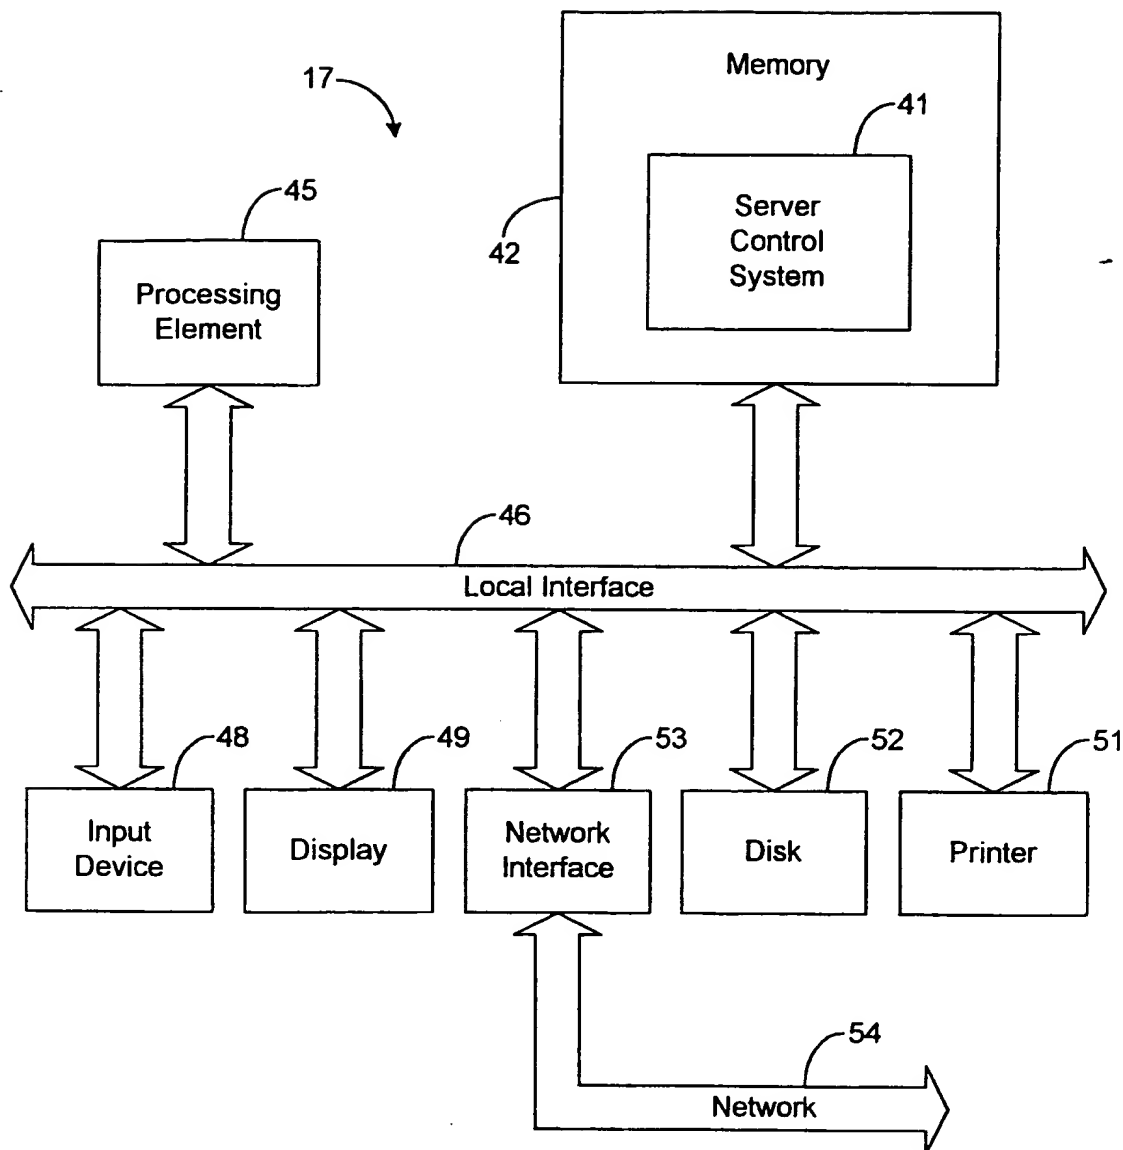 Memory
17
41
45
Server
Control
System
42
Processing
Element
46
Local Interface
48
49
53
52
51
Input
Device
Display
Network
Interface
Disk
Printer
54
Network